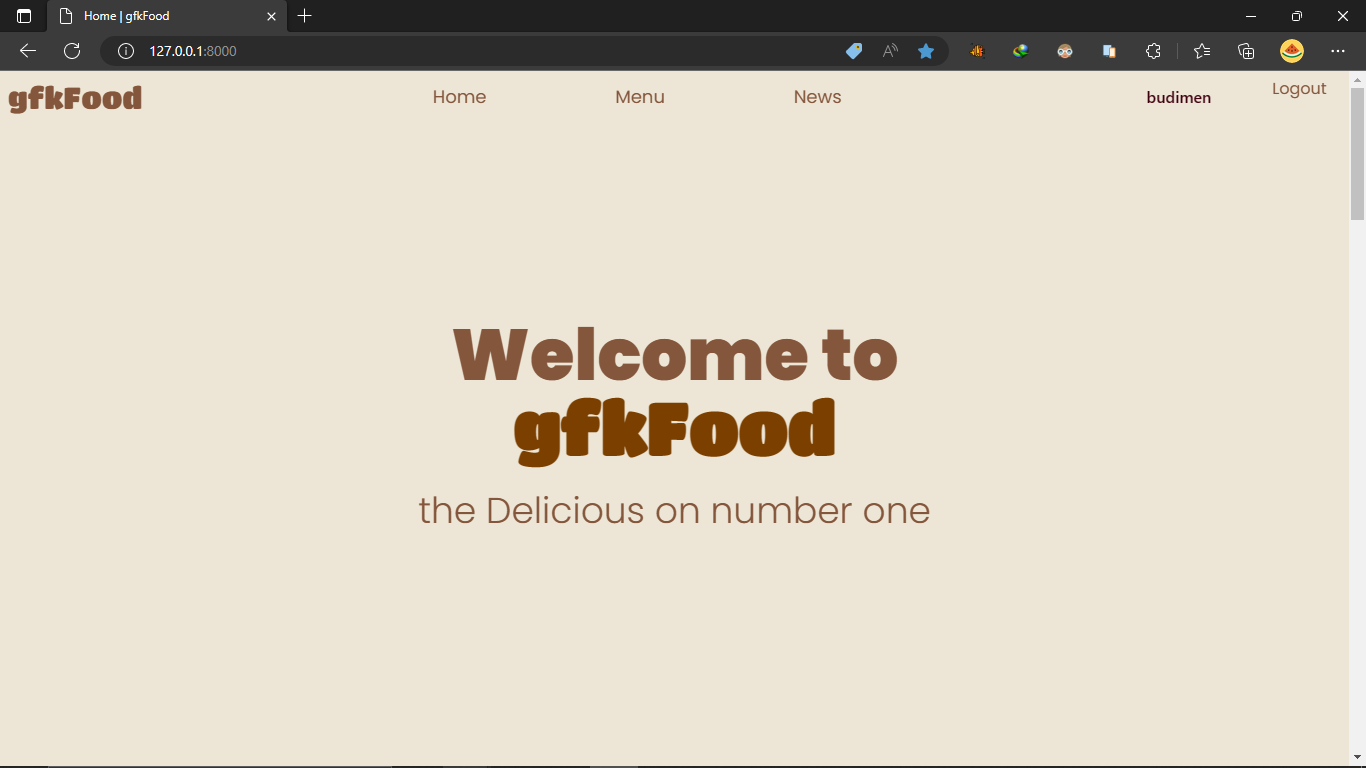 Home | gfkFood
127.0.0.1:8000
gfkFood
Home
Menu
News
budimen
Logout
Welcome to
gfkFood
the Delicious on number one